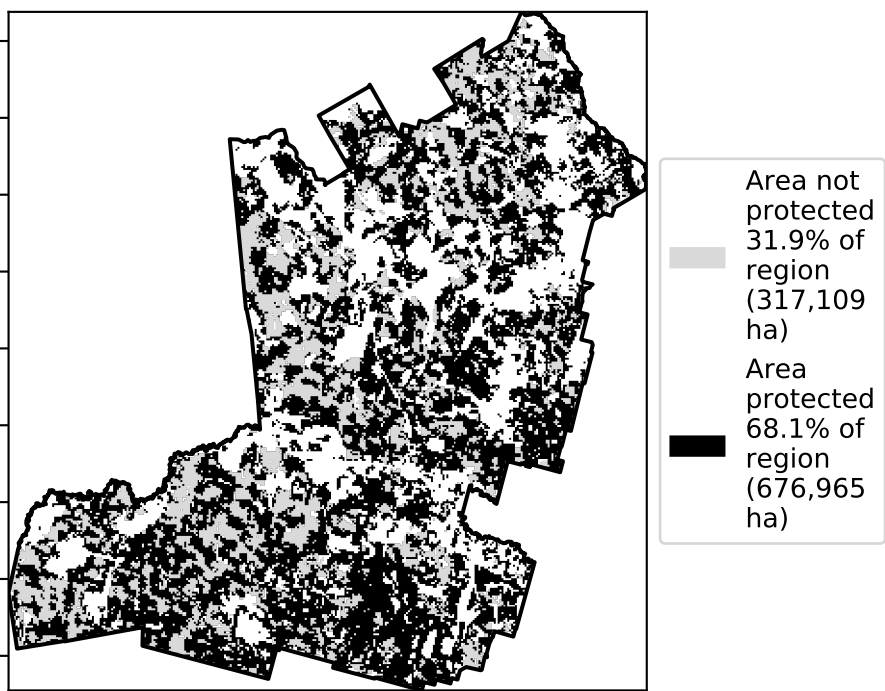 Area not
protected
31.9% of
region
(317,109
ha)
Area
protected
68.1% of
region
(676,965
ha)